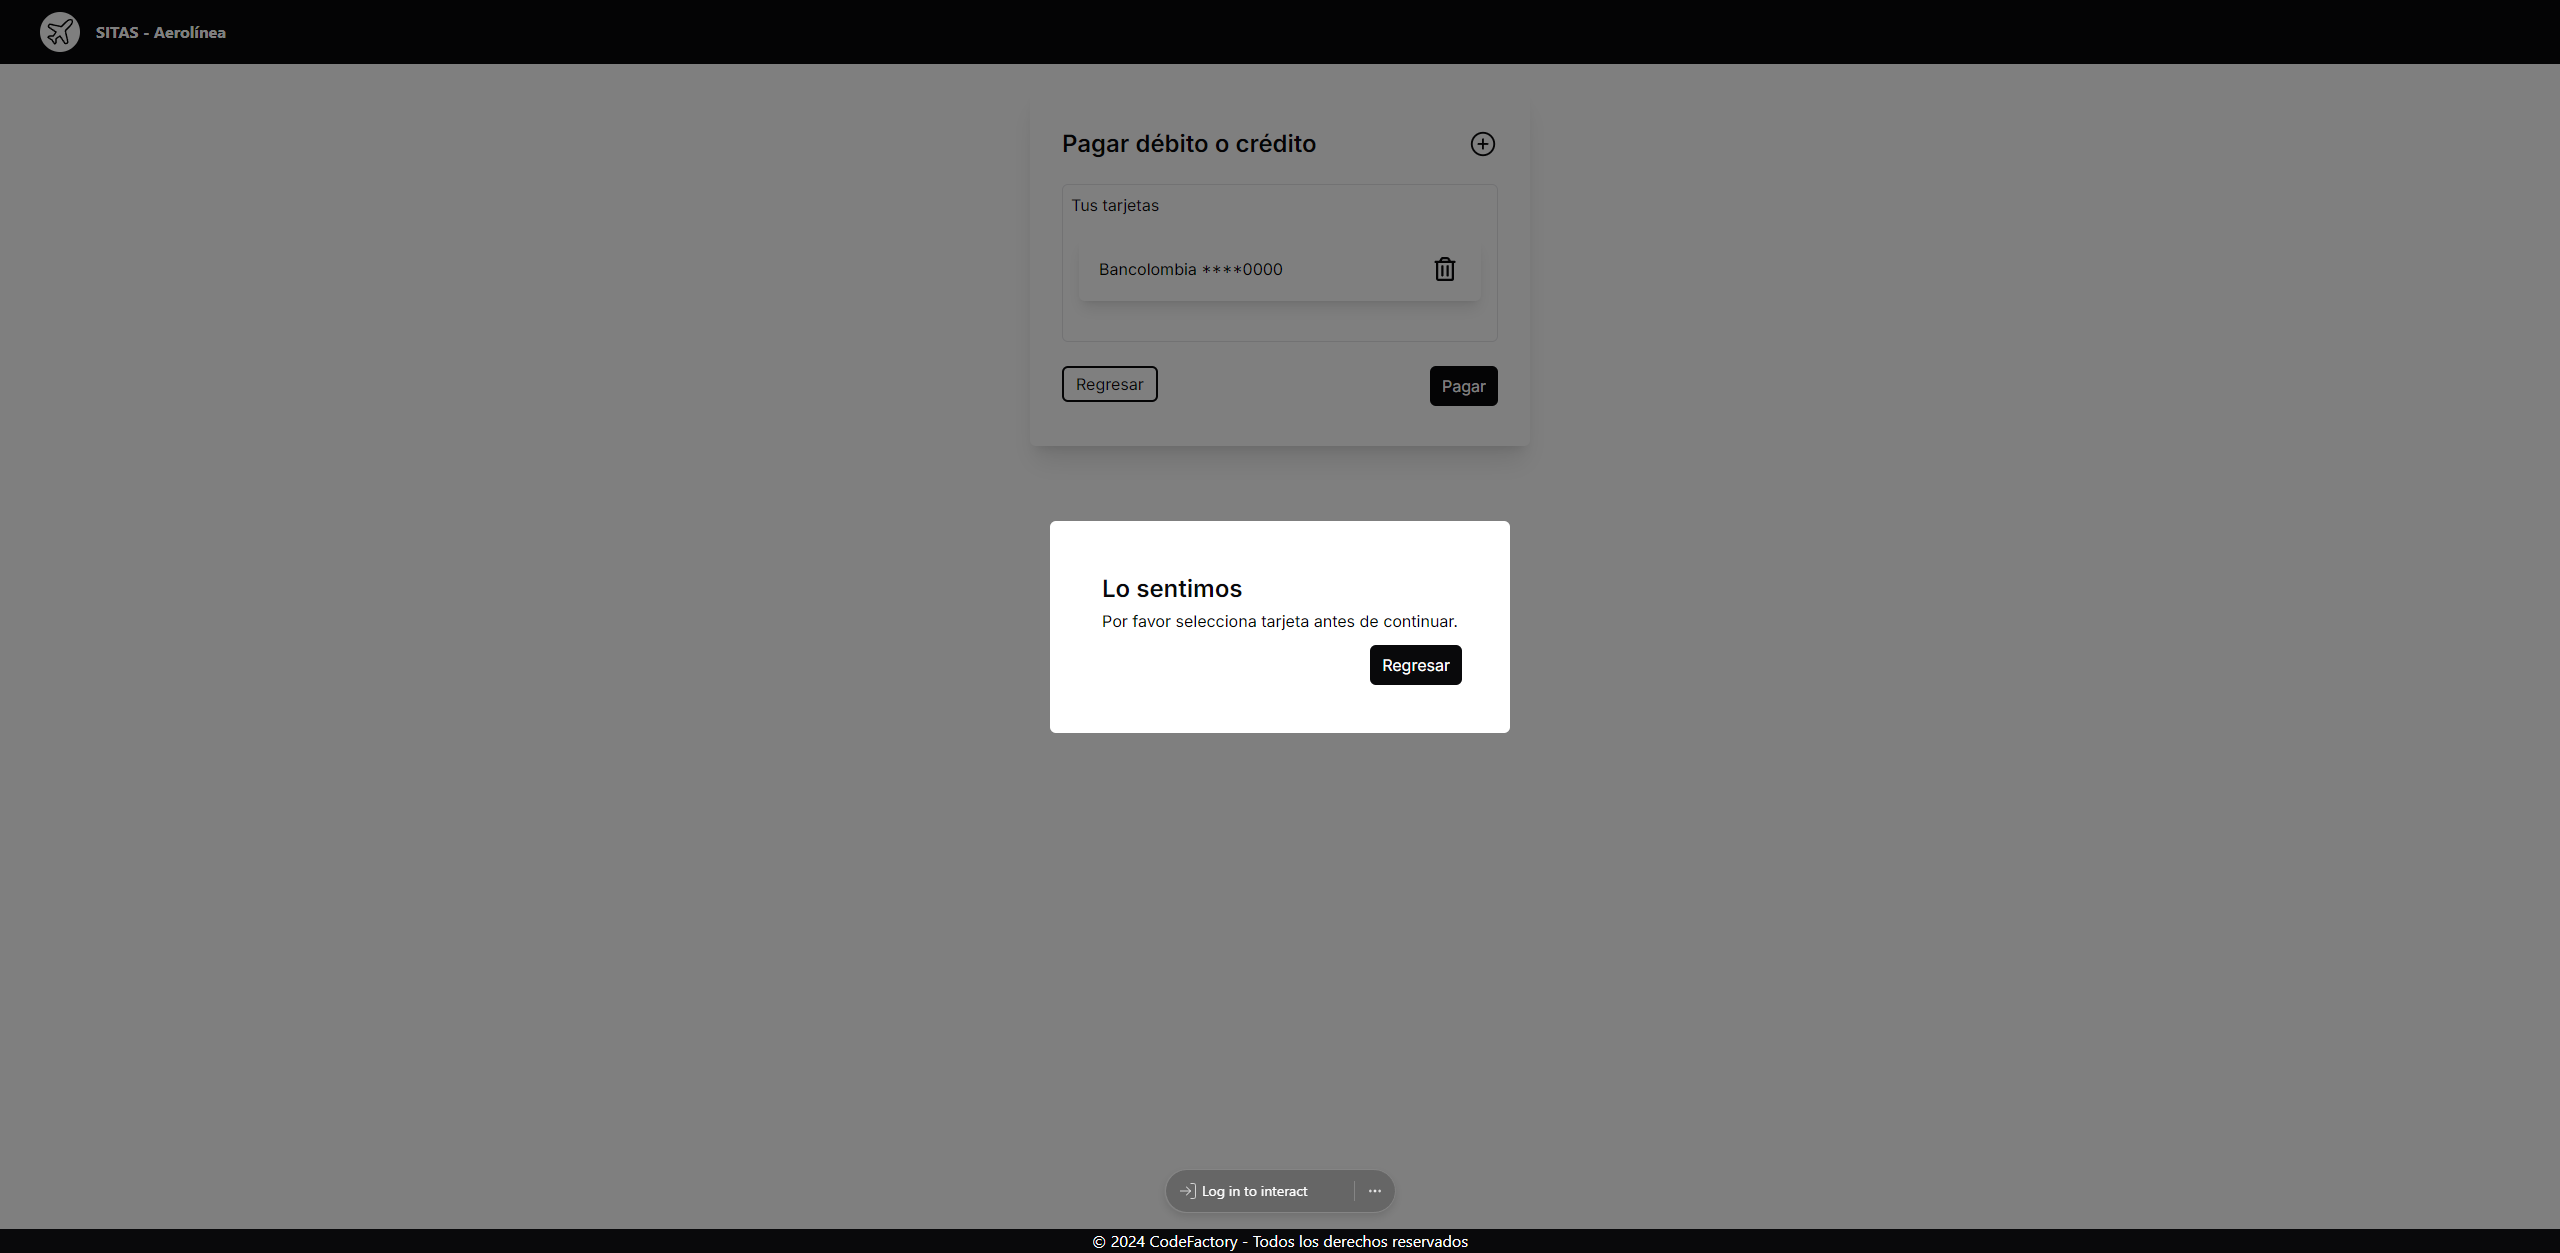 SITAS - Aerolínea
Pagar débito o crédito
Tus tarjetas
Bancolombia ****0000
Regresar
Pagar
Lo sentimos
Por favor selecciona tarjeta antes de continuar.
Regresar
Log in to interact
© 2024 CodeFactory - Todos los derechos reservados